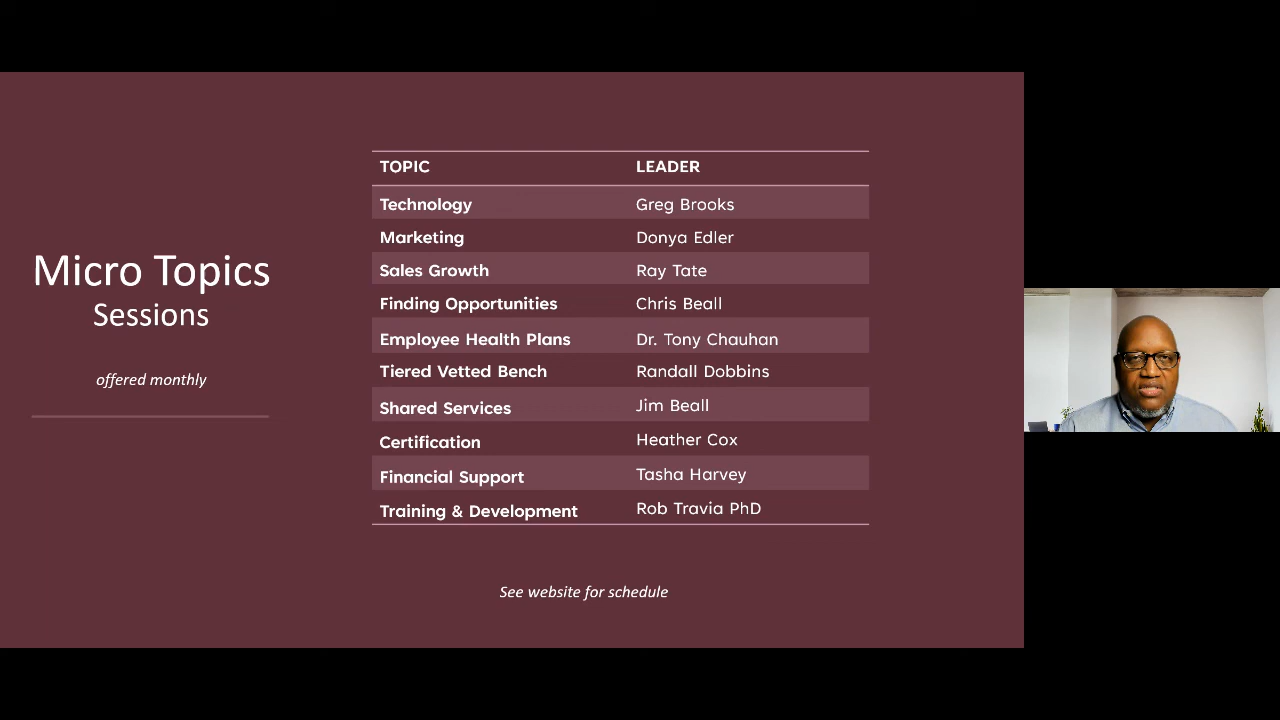 Micro Topics
Sessions
offered monthly
TOPIC LEADER
Technology Greg Brooks
Marketing Donya Edler
Sales Growth Ray Tate
Finding Opportunities Chris Beall
Employee Health Plans Dr. Tony Chauhan
Tiered Vetted Bench Randall Dobbins
Shared Services Jim Beall
Certification Heather Cox
Financial Support Tasha Harvey
Training & Development Rob Travia PhD
See website for schedule